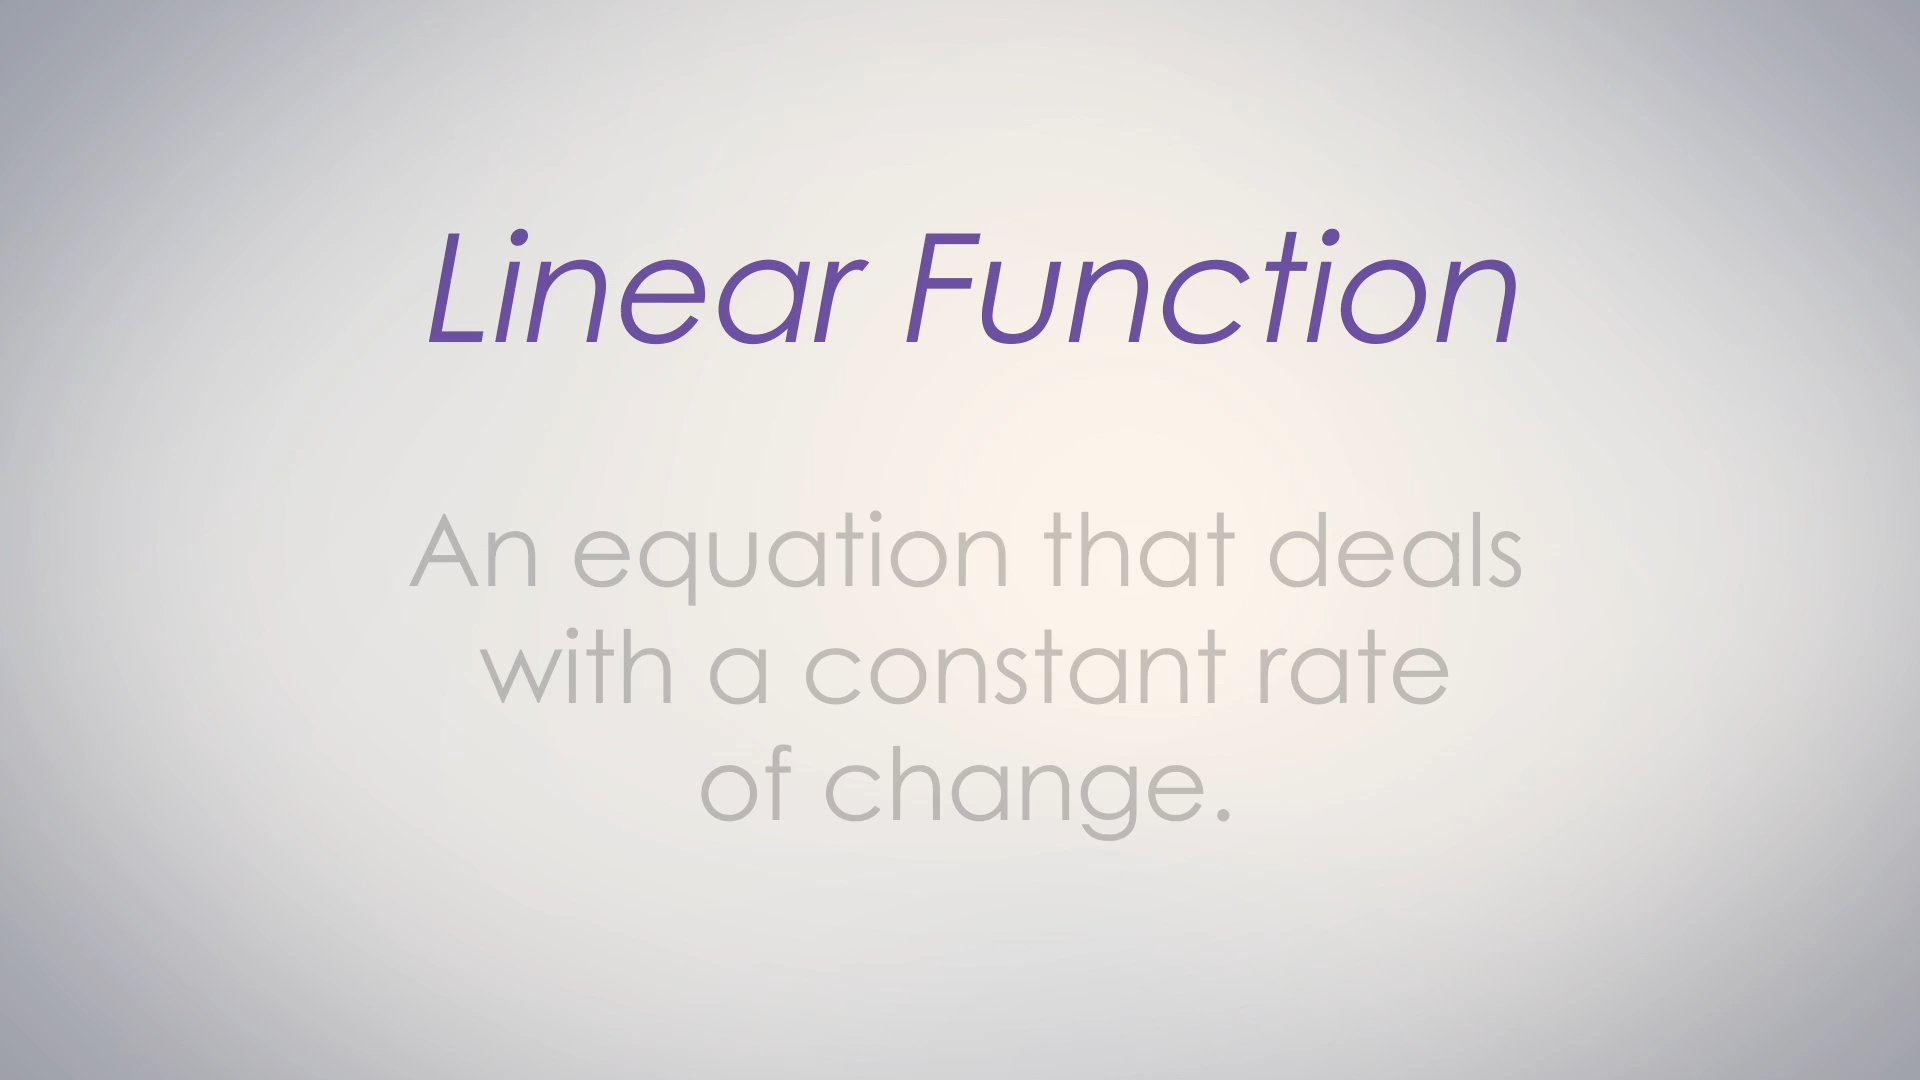 Linear Function
An equation that deals
with a constant rate
of change.